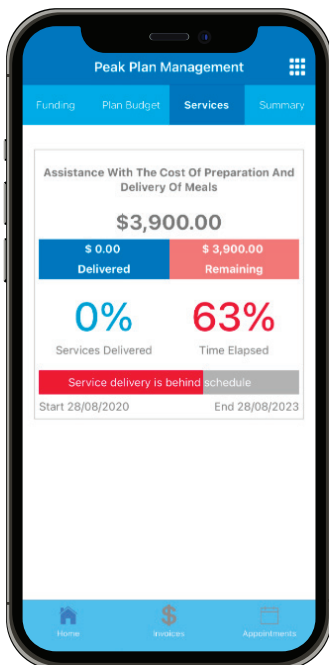 Peak Plan Management
Funding Plan Budget Services Summary
Assistance With The Cost Of Preparation And
Delivery Of Meals
$3,900.00
$ 0.00 $ 3,900.00
Delivered Remaining
0% 63%
Services Delivered Time Elapsed
Service delivery is behind schedule
Start 28/08/2020 End 28/08/2023
Home Invoices Appointments